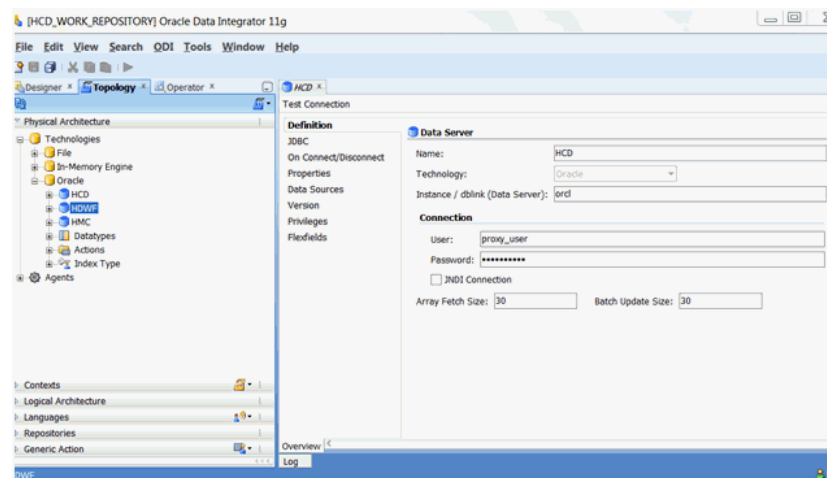 [HCD_WORK_REPOSITORY] Oracle Data Integrator 11g
File Edit View Search ODI Tools Window Help
Designer Topology Operator
HCD
Test Connection
Physical Architecture
Technologies
File
In-Memory Engine
Oracle
HCD
HDWF
HMC
Datatypes
Actions
Index Type
Agents
Contexts
Logical Architecture
Languages
Repositories
Generic Action
Definition
JDBC
On Connect/Disconnect
Properties
Data Sources
Version
Privileges
Flexfields
Data Server
Name: HCD
Technology: Oracle
Instance / dblink (Data Server): orcl
Connection
User: proxy_user
Password: ••••••••••
JNDI Connection
Array Fetch Size: 30 Batch Update Size: 30
Overview
Log